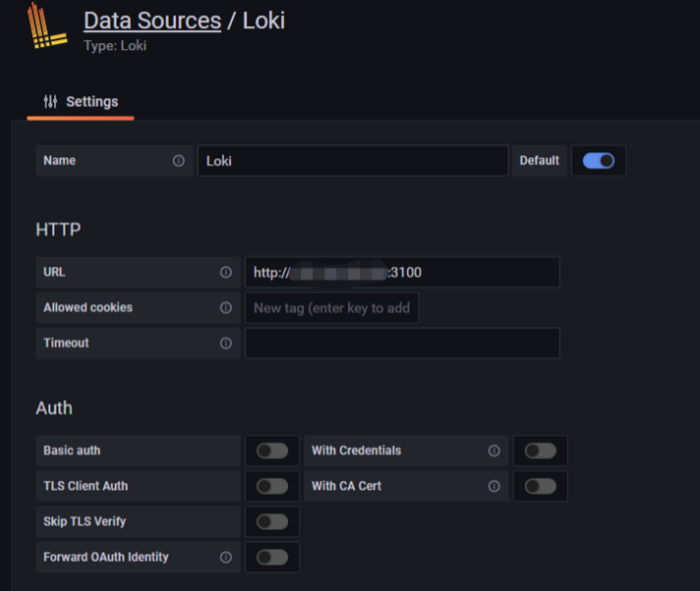 Data Sources / Loki
Type: Loki
Settings
Name Loki Default
HTTP
URL http:// :3100
Allowed cookies New tag (enter key to add
Timeout
Auth
Basic auth With Credentials
TLS Client Auth With CA Cert
Skip TLS Verify
Forward OAuth Identity